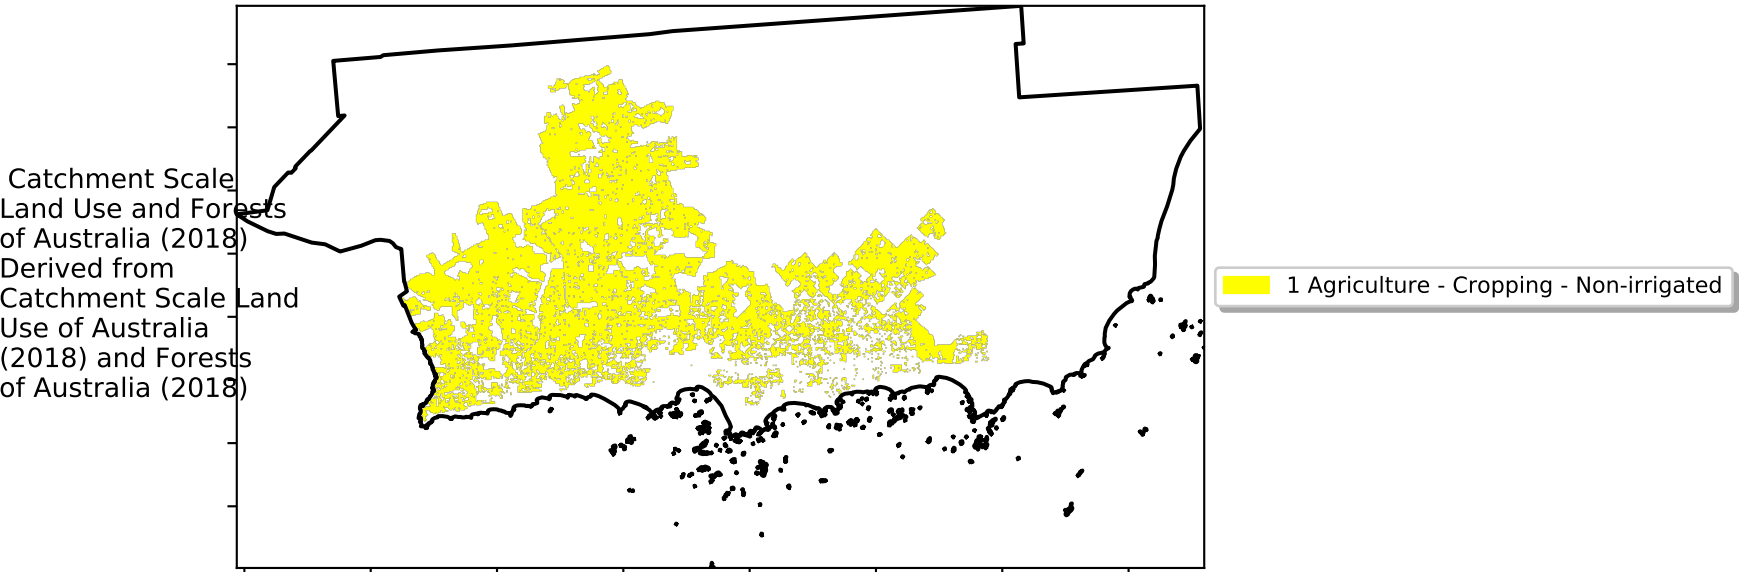 Catchment Scale
Land Use and Forests
of Australia (2018)
Derived from
Catchment Scale Land
Use of Australia
(2018) and Forests
of Australia (2018)
1 Agriculture - Cropping - Non-irrigated